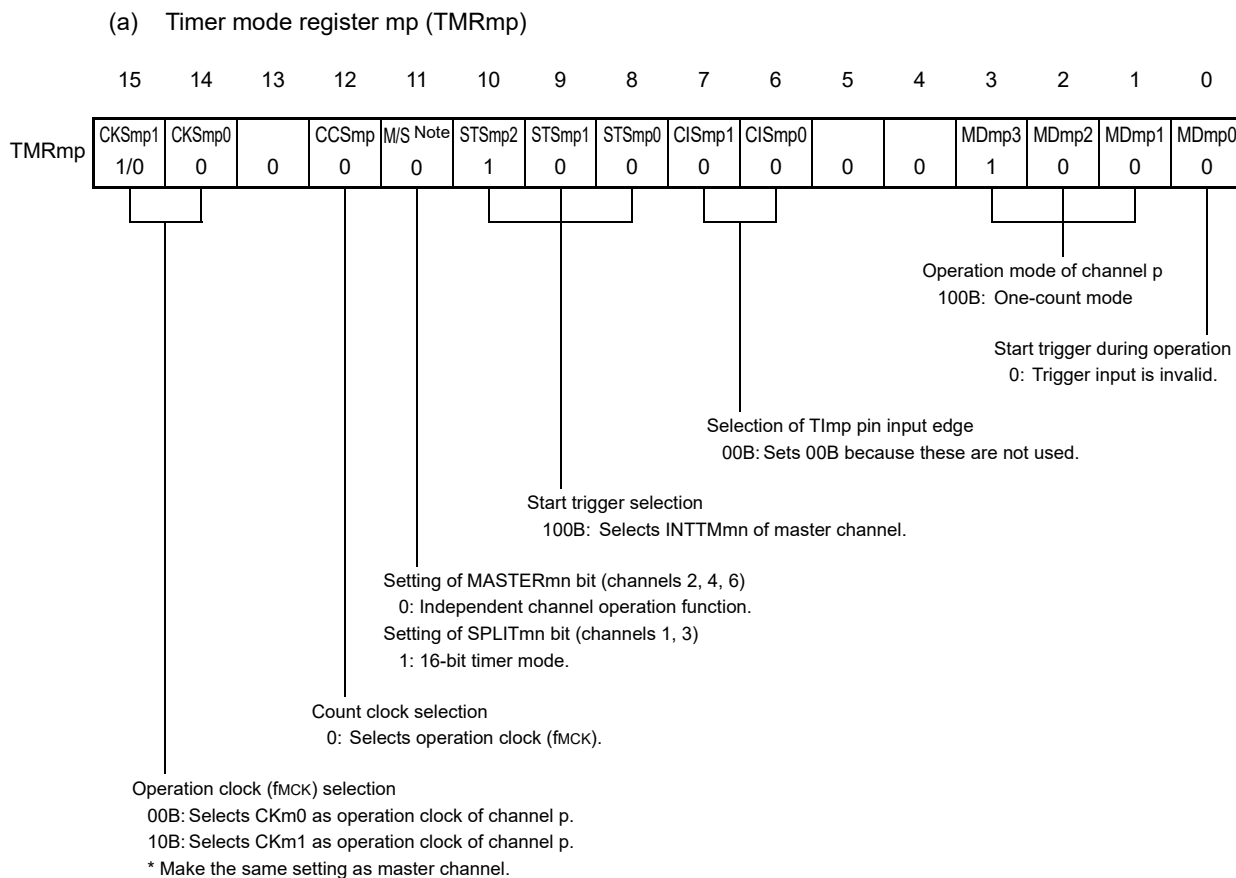 (a) Timer mode register mp (TMRmp)
15 14 13 12 11 10 9 8 7 6 5 4 3 2 1 0
CKSmp1 CKSmp0 CCSmp M/S Note STSmp2 STSmp1 STSmp0 CISmp1 CISmp0 MDmp3 MDmp2 MDmp1 MDmp0
TMRmp
1/0 0 0 0 0 1 0 0 0 0 0 0 1 0 0 0
Operation mode of channel p
100B: One-count mode
Start trigger during operation
0: Trigger input is invalid.
Selection of TImp pin input edge
00B: Sets 00B because these are not used.
Start trigger selection
100B: Selects INTTMmn of master channel.
Setting of MASTERmn bit (channels 2, 4, 6)
0: Independent channel operation function.
Setting of SPLITmn bit (channels 1, 3)
1: 16-bit timer mode.
Count clock selection
0: Selects operation clock (fMCK).
Operation clock (fMCK) selection
00B: Selects CKm0 as operation clock of channel p.
10B: Selects CKm1 as operation clock of channel p.
* Make the same setting as master channel.